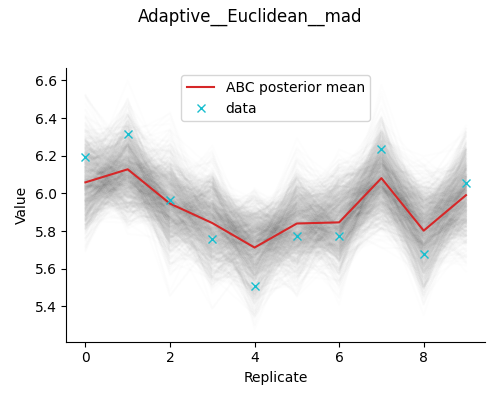 Adaptive__Euclidean__mad
6.6
6.4
6.2
6.0
5.8
5.6
5.4
Value
ABC posterior mean
data
0 2 4 6 8
Replicate